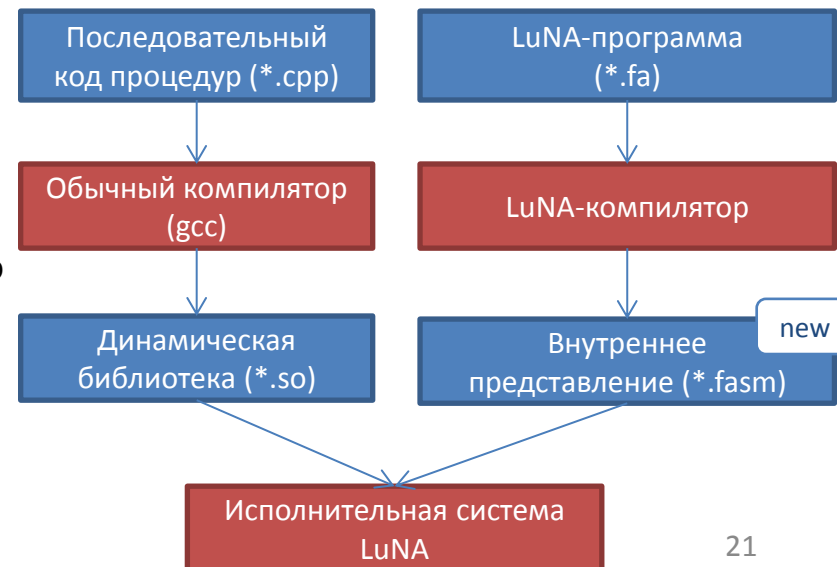 Последовательный
код процедур (*.cpp)
LuNA-программа
(*.fa)
Обычный компилятор
(gcc)
LuNA-компилятор
new
Динамическая
библиотека (*.so)
Внутреннее
представление (*.fasm)
Исполнительная система
LuNA
21